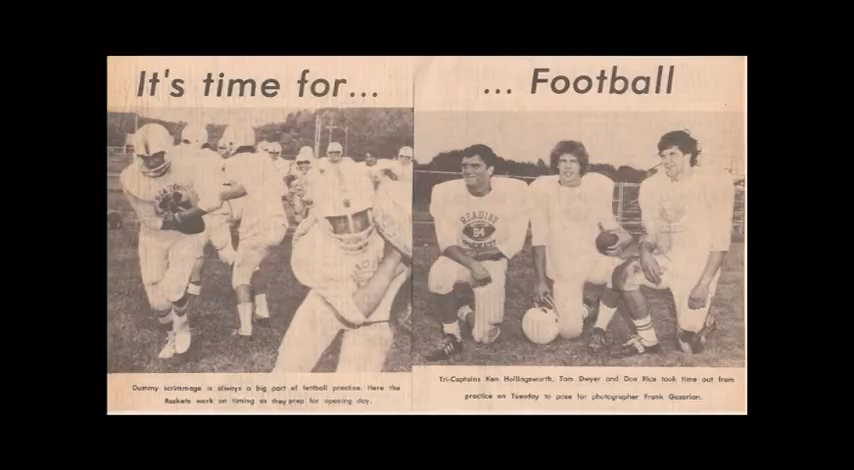 It's time for...
... Football
READING
84
ROCKETS
Dummy scrimmage is always a big part of football practice. Here the
Rockets work on timing as they prep for opening day.
Tri-Captains Ken Hollingsworth, Tom Dwyer and Don Rice took time out from
practice on Tuesday to pose for photographer Frank Gazarian.